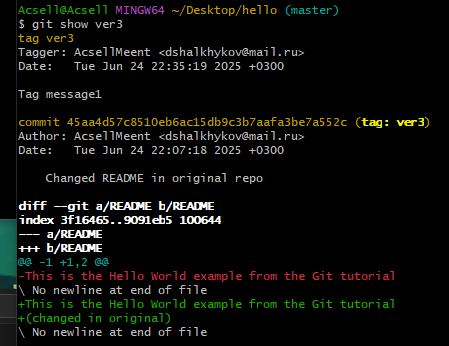 Acsell@Acsell MINGW64 ~/Desktop/hello (master)
$ git show ver3
tag ver3
Tagger: AcsellMeent <dshalkhykov@mail.ru>
Date:   Tue Jun 24 22:35:19 2025 +0300

Tag message1

commit 45aa4d57c8510eb6ac15db9c3b7aafa3be7a552c (tag: ver3)
Author: AcsellMeent <dshalkhykov@mail.ru>
Date:   Tue Jun 24 22:07:18 2025 +0300

    Changed README in original repo

diff --git a/README b/README
index 3f16465..9091eb5 100644
--- a/README
+++ b/README
@@ -1 +1,2 @@
-This is the Hello World example from the Git tutorial
\ No newline at end of file
+This is the Hello World example from the Git tutorial
+(changed in original)
\ No newline at end of file